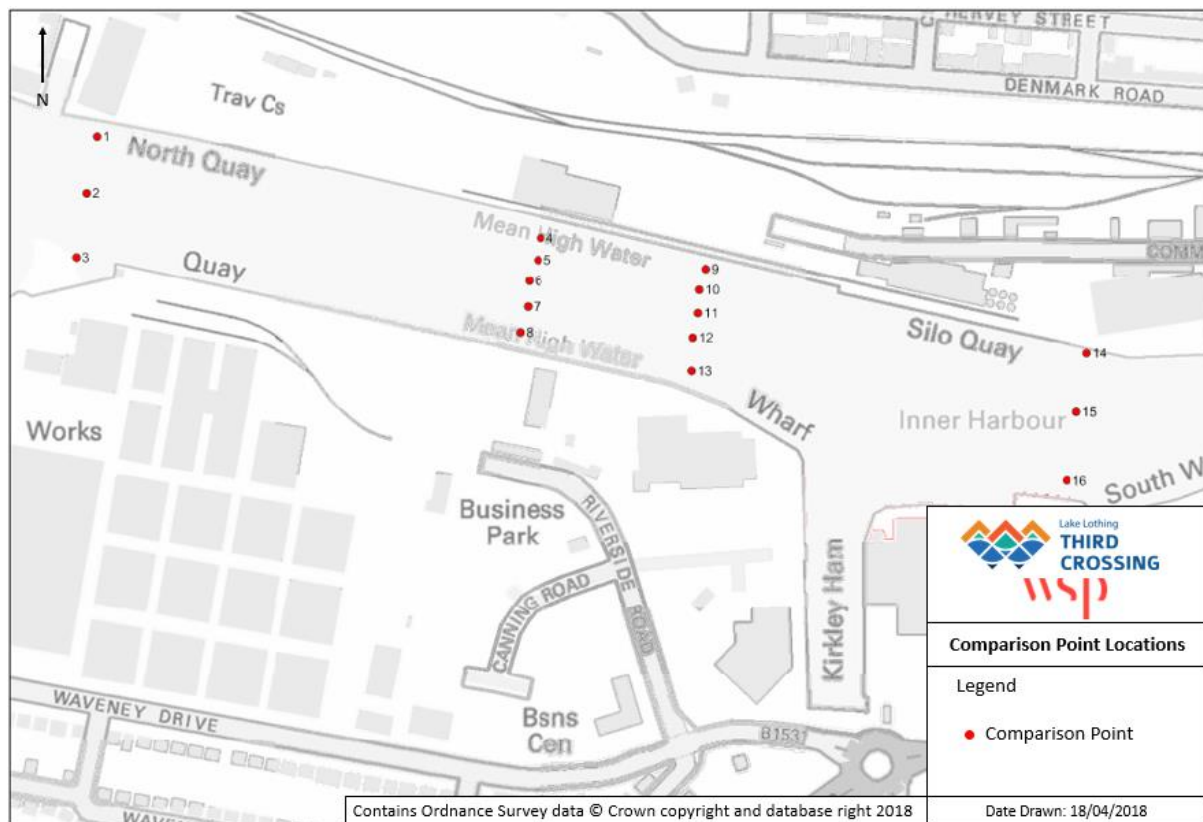 HERVEY STREET
DENMARK ROAD
N
Trav Cs
1
North Quay
2
3
Quay
Mean High Water
4
5
6
7
8
Mean High Water
9
10
11
12
13
COMM
Silo Quay
14
15
16
Inner Harbour
South W
Wharf
Works
Business
Park
RIVERSIDE ROAD
CANNING ROAD
Kirkley Ham
Bsns
Cen
WAVENEY DRIVE
B1531
WAVEN
Lake Lothing
THIRD
CROSSING
wsp
Comparison Point Locations
Legend
Comparison Point
Contains Ordnance Survey data © Crown copyright and database right 2018
Date Drawn: 18/04/2018